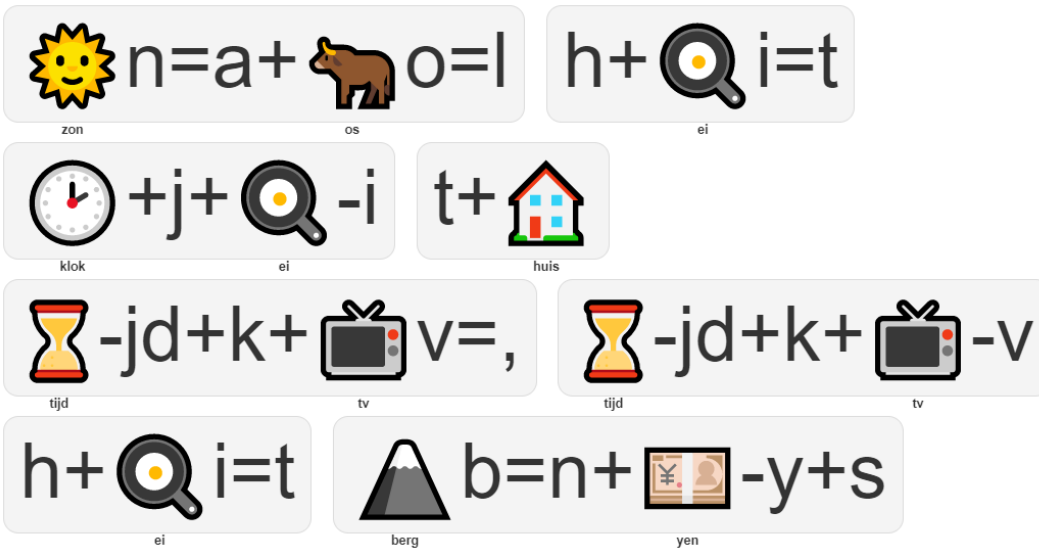 n=a+ o=l h+ i=t
zon os ei
+j+ -i t+
klok ei huis
-jd+k+ v=, -jd+k+ -v
tijd tv tijd tv
h+ i=t b=n+ ¥ -y+s
ei berg yen